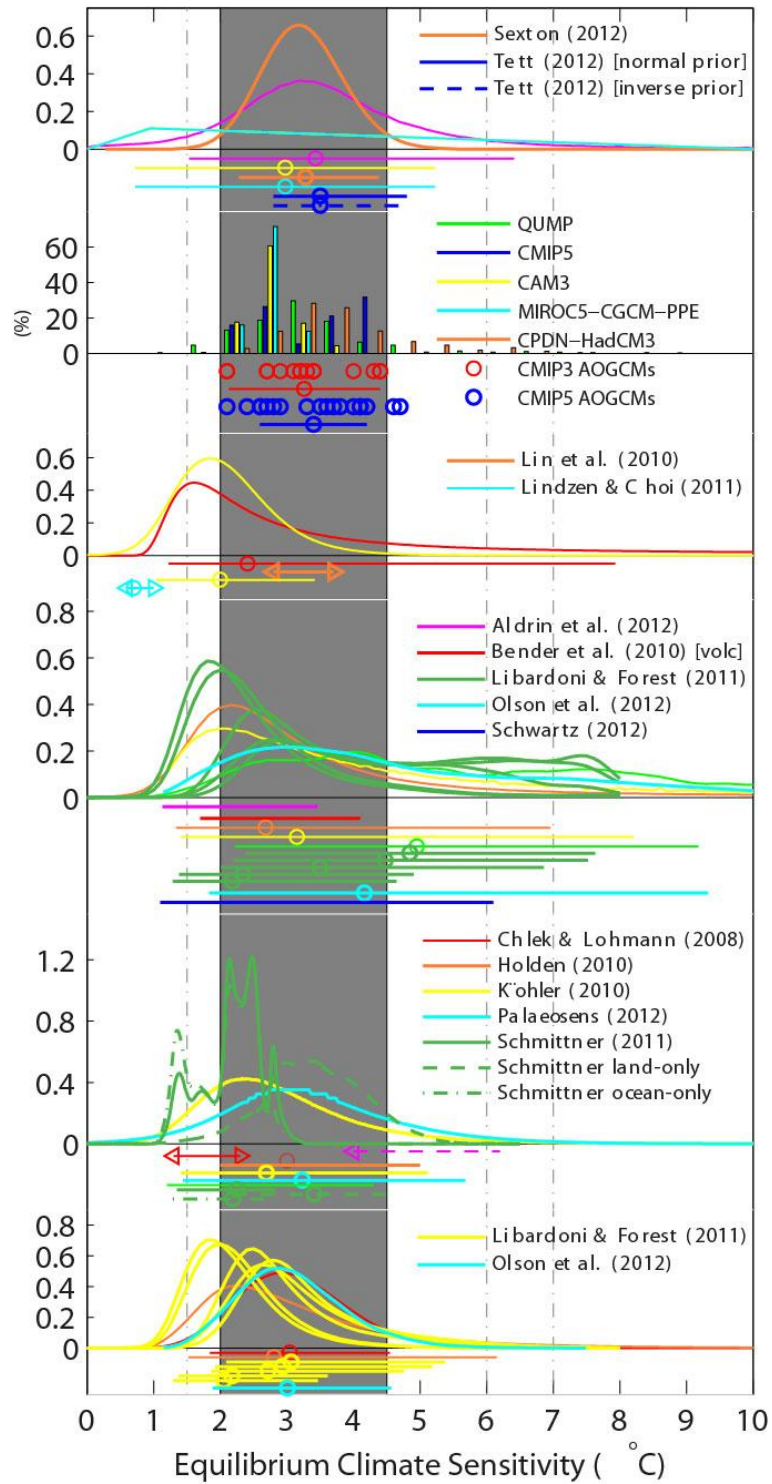 0.6
0.4
0.2
0
Sexton (2012)
Tett (2012) [normal prior]
Tett (2012) [inverse prior]
60
40
20
0
(%)
QUMP
CMIP5
CAM3
MIROC5-CGCM-PPE
CPDN-HadCM3
CMIP3 AOGCMs
CMIP5 AOGCMs
0.6
0.4
0.2
0
Lin et al. (2010)
Lindzen & C hoi (2011)
0.8
0.6
0.4
0.2
0
Aldrin et al. (2012)
Bender et al. (2010) [volc]
Libardoni & Forest (2011)
Olson et al. (2012)
Schwartz (2012)
1.2
0.8
0.4
0
Chlek & Lohmann (2008)
Holden (2010)
K¨ohler (2010)
Palaeosens (2012)
Schmittner (2011)
Schmittner land-only
Schmittner ocean-only
0.8
0.6
0.4
0.2
0
Libardoni & Forest (2011)
Olson et al. (2012)
0 1 2 3 4 5 6 7 8 9 10
Equilibrium Climate Sensitivity ( °C)